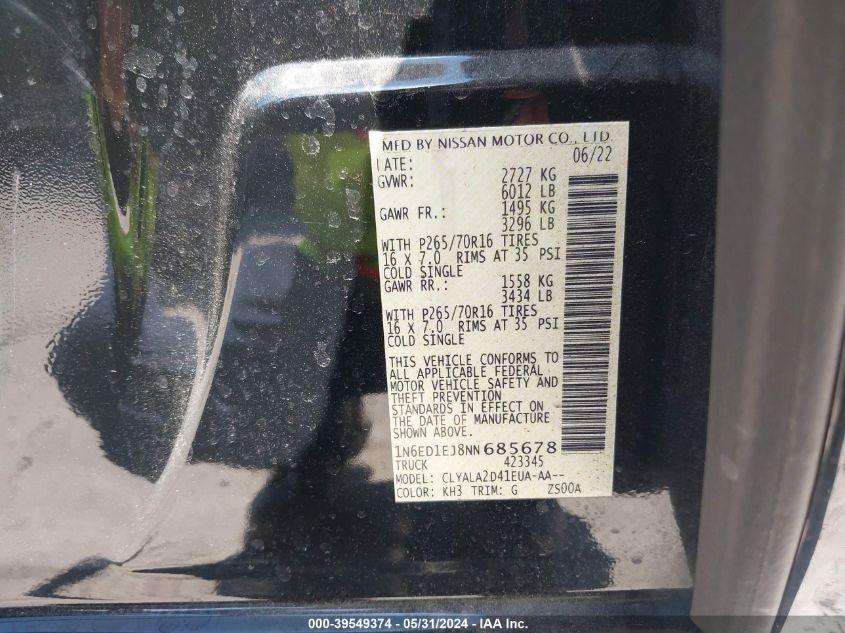 MFD BY NISSAN MOTOR CO., LTD.
DATE: 06/22
GVWR: 2727 KG
6012 LB
GAWR FR.: 1495 KG
3296 LB
WITH P265/70R16 TIRES
16 X 7.0 RIMS AT 35 PSI
COLD SINGLE
GAWR RR.: 1558 KG
3434 LB
WITH P265/70R16 TIRES
16 X 7.0 RIMS AT 35 PSI
COLD SINGLE
THIS VEHICLE CONFORMS TO
ALL APPLICABLE FEDERAL
MOTOR VEHICLE SAFETY AND
THEFT PREVENTION
STANDARDS IN EFFECT ON
THE DATE OF MANUFACTURE
SHOWN ABOVE.
1N6ED1EJ8NN685678
TRUCK 423345
MODEL: CLYALA2D41EUA-AA--
COLOR: KH3 TRIM: G ZS00A
000-39549374 - 05/31/2024 - IAA Inc.